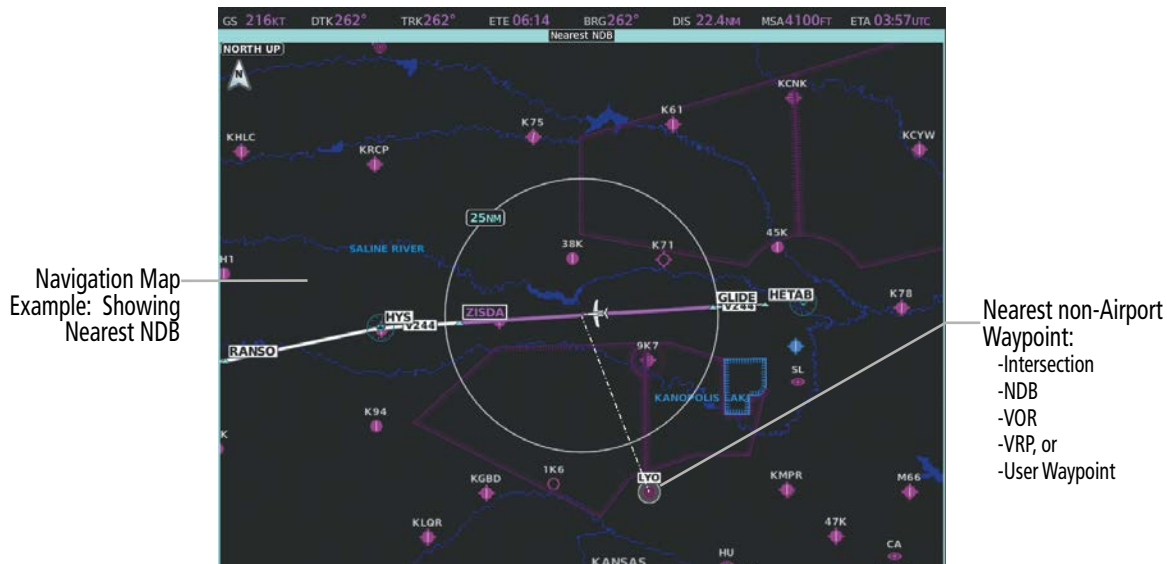 GS 216KT DTK 262° TRK 262° ETE 06:14 BRG 262° DIS 22.4NM MSA 4100FT ETA 03:57UTC
Nearest NDB
NORTH UP
N
KCNK
K61
K75
KCYW
KHLC
KRCP
25NM
45K
SALINE RIVER
38K
K71
H1
Navigation Map
Example: Showing
Nearest NDB
GLIDE
HETAB
K78
V244
HYS
ZISDA
V244
Nearest non-Airport
Waypoint:
-Intersection
-NDB
-VOR
-VRP, or
-User Waypoint
RANSO
9K7
SL
KANOPOLIS LAK
K94
K
1K6
LYO
KGBD
KMPR
M66
KLQR
47K
CA
HU
KANSAS